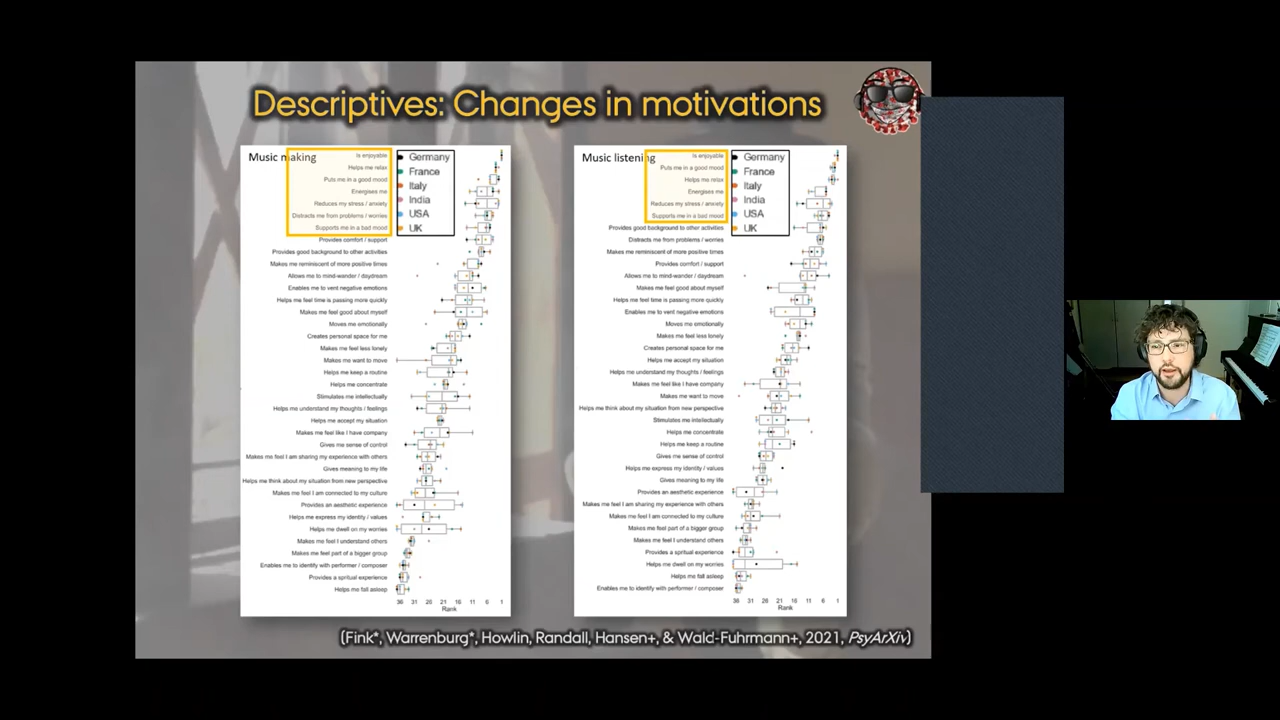 Descriptives: Changes in motivations
Music making
Is enjoyable
Helps me relax
Puts me in a good mood
Energises me
Reduces my stress / anxiety
Distracts me from problems / worries
Supports me in a bad mood
Provides comfort / support
Provides good background to other activities
Makes me reminiscent of more positive times
Allows me to mind-wander / daydream
Enables me to vent negative emotions
Helps me feel time is passing more quickly
Makes me feel good about myself
Moves me emotionally
Creates personal space for me
Makes me feel less lonely
Makes me want to move
Helps me keep a routine
Helps me concentrate
Stimulates me intellectually
Helps me understand my thoughts / feelings
Helps me accept my situation
Makes me feel like I have company
Gives me sense of control
Makes me feel I am sharing my experience with others
Gives meaning to my life
Helps me think about my situation from new perspective
Makes me feel I am connected to my culture
Provides an aesthetic experience
Helps me express my identity / values
Helps me dwell on my worries
Makes me feel I understand others
Makes me feel part of a bigger group
Enables me to identify with performer / composer
Provides a spiritual experience
Helps me fall asleep
Germany
France
Italy
India
USA
UK
36 31 26 21 16 11 6 1
Rank
Music listening
Is enjoyable
Puts me in a good mood
Helps me relax
Energises me
Reduces my stress / anxiety
Supports me in a bad mood
Provides good background to other activities
Distracts me from problems / worries
Makes me reminiscent of more positive times
Provides comfort / support
Allows me to mind-wander / daydream
Makes me feel good about myself
Helps me feel time is passing more quickly
Enables me to vent negative emotions
Moves me emotionally
Makes me feel less lonely
Creates personal space for me
Helps me accept my situation
Helps me understand my thoughts / feelings
Makes me feel like I have company
Makes me want to move
Helps me think about my situation from new perspective
Stimulates me intellectually
Helps me concentrate
Helps me keep a routine
Gives me sense of control
Helps me express my identity / values
Gives meaning to my life
Provides an aesthetic experience
Makes me feel I am sharing my experience with others
Makes me feel I am connected to my culture
Makes me feel part of a bigger group
Makes me feel I understand others
Provides a spritual experience
Helps me dwell on my worries
Helps me fall asleep
Enables me to identify with performer / composer
Germany
France
Italy
India
USA
UK
36 31 26 21 16 11 6 1
Rank
(Fink*, Warrenburg*, Howlin, Randall, Hansen+, & Wald-Fuhrmann+, 2021, PsyArXiv)